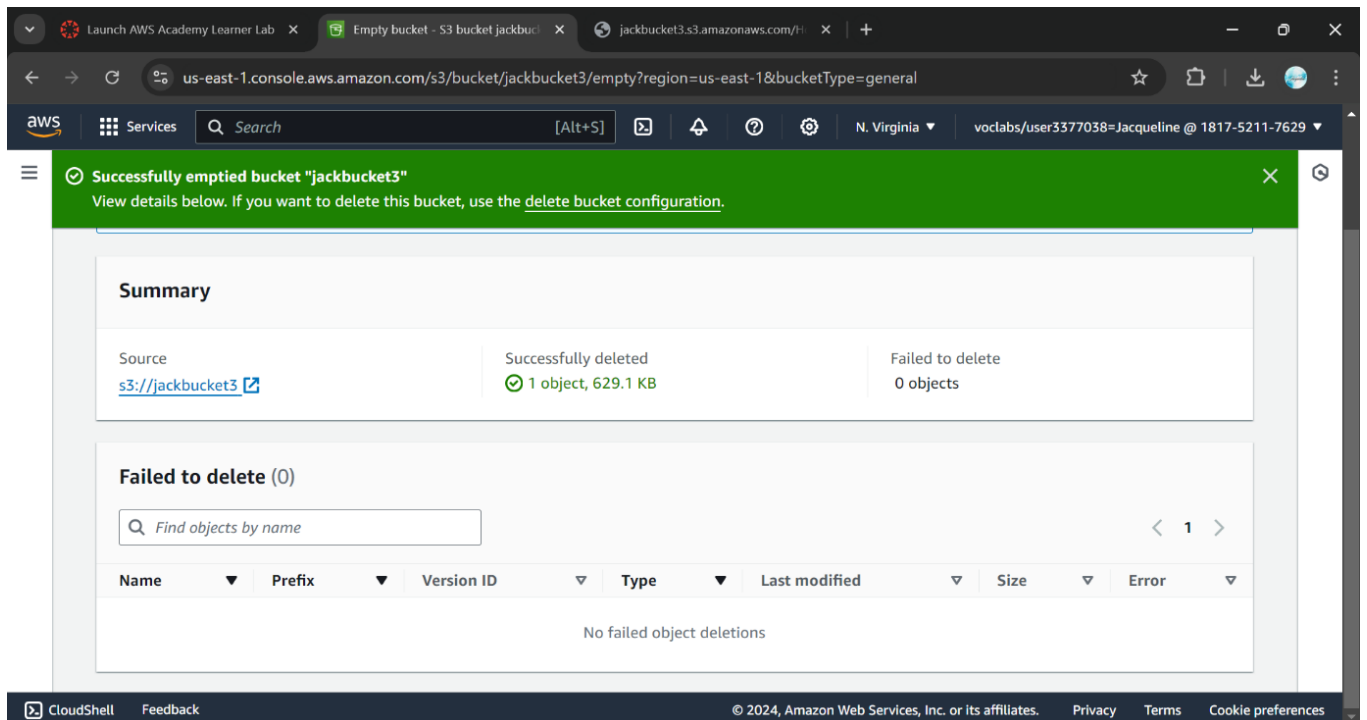 Launch AWS Academy Learner Lab
Empty bucket - S3 bucket jackbuc
jackbucket3.s3.amazonaws.com/H
us-east-1.console.aws.amazon.com/s3/bucket/jackbucket3/empty?region=us-east-1&bucketType=general
aws
Services
Search
[Alt+S]
N. Virginia
voclabs/user3377038=Jacqueline @ 1817-5211-7629
Successfully emptied bucket "jackbucket3"
View details below. If you want to delete this bucket, use the delete bucket configuration.
Summary
Source
Successfully deleted
Failed to delete
s3://jackbucket3
1 object, 629.1 KB
0 objects
Failed to delete (0)
Find objects by name
1
Name
Prefix
Version ID
Type
Last modified
Size
Error
No failed object deletions
CloudShell
Feedback
© 2024, Amazon Web Services, Inc. or its affiliates.
Privacy
Terms
Cookie preferences